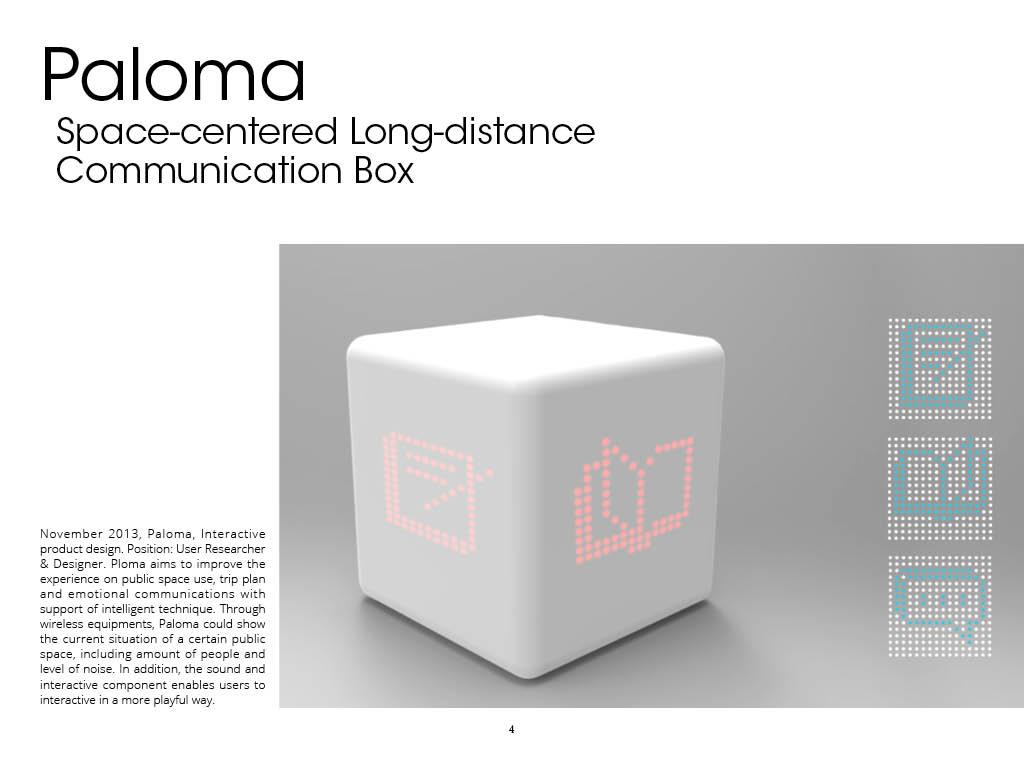 Paloma
Space-centered Long-distance
Communication Box
November 2013, Paloma, Interactive
product design. Position: User Researcher
& Designer. Ploma aims to improve the
experience on public space use, trip plan
and emotional communications with
support of intelligent technique. Through
wireless equipments, Paloma could show
the current situation of a certain public
space, including amount of people and
level of noise. In addition, the sound and
interactive component enables users to
interactive in a more playful way.
4